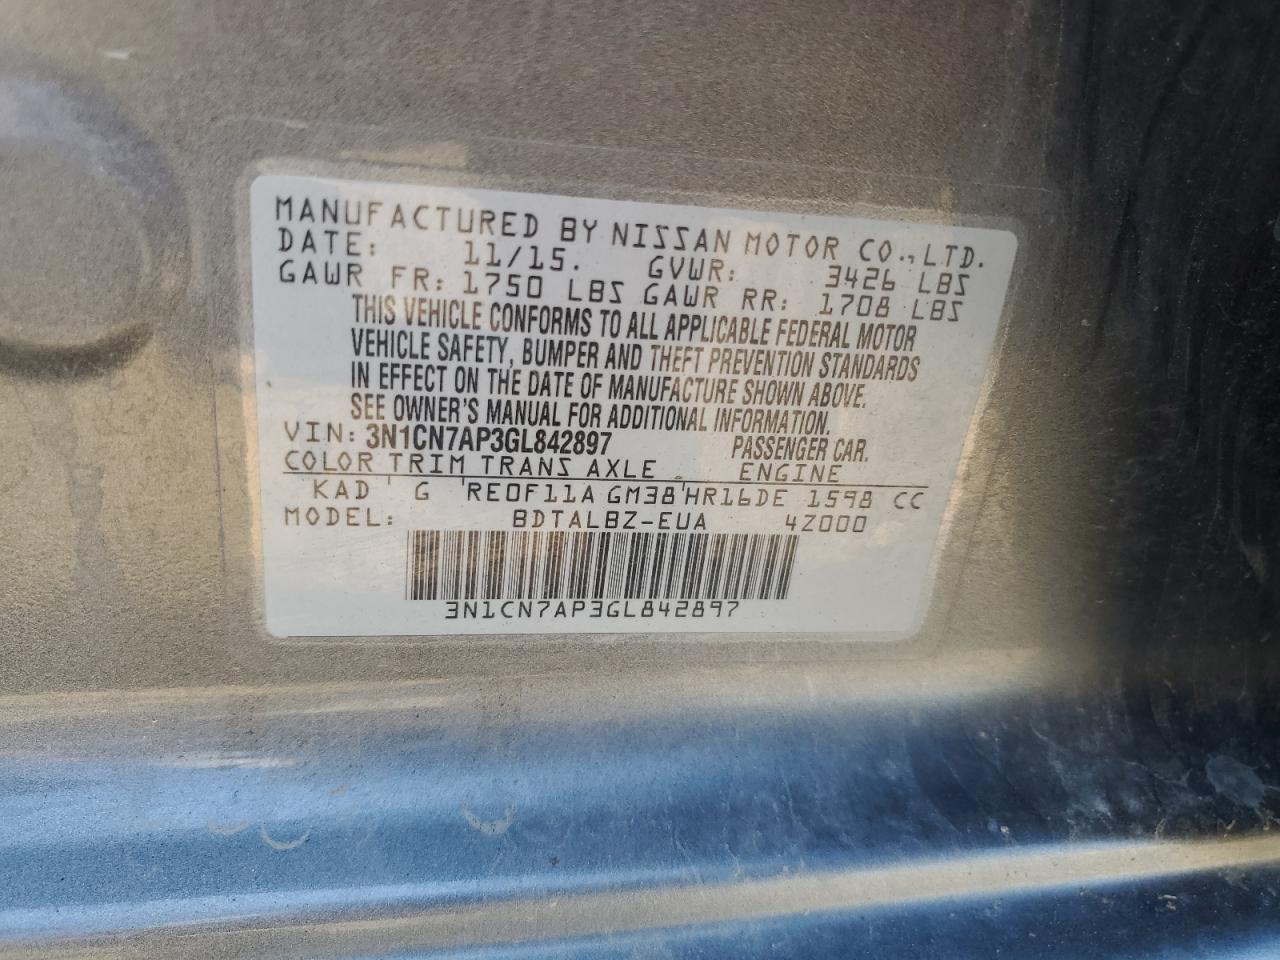 MANUFACTURED BY NISSAN MOTOR CO., LTD.
DATE: 11/15. GVWR: 3426 LBS
GAWR FR: 1750 LBS GAWR RR: 1708 LBS
THIS VEHICLE CONFORMS TO ALL APPLICABLE FEDERAL MOTOR
VEHICLE SAFETY, BUMPER AND THEFT PREVENTION STANDARDS
IN EFFECT ON THE DATE OF MANUFACTURE SHOWN ABOVE.
SEE OWNER'S MANUAL FOR ADDITIONAL INFORMATION.
VIN: 3N1CN7AP3GL842897 PASSENGER CAR.
COLOR TRIM TRANS AXLE ENGINE
KAD G RE0F11A GM38 HR16DE 1598 CC
MODEL: BDTALBZ-EUA 4Z000
3N1CN7AP3GL842897